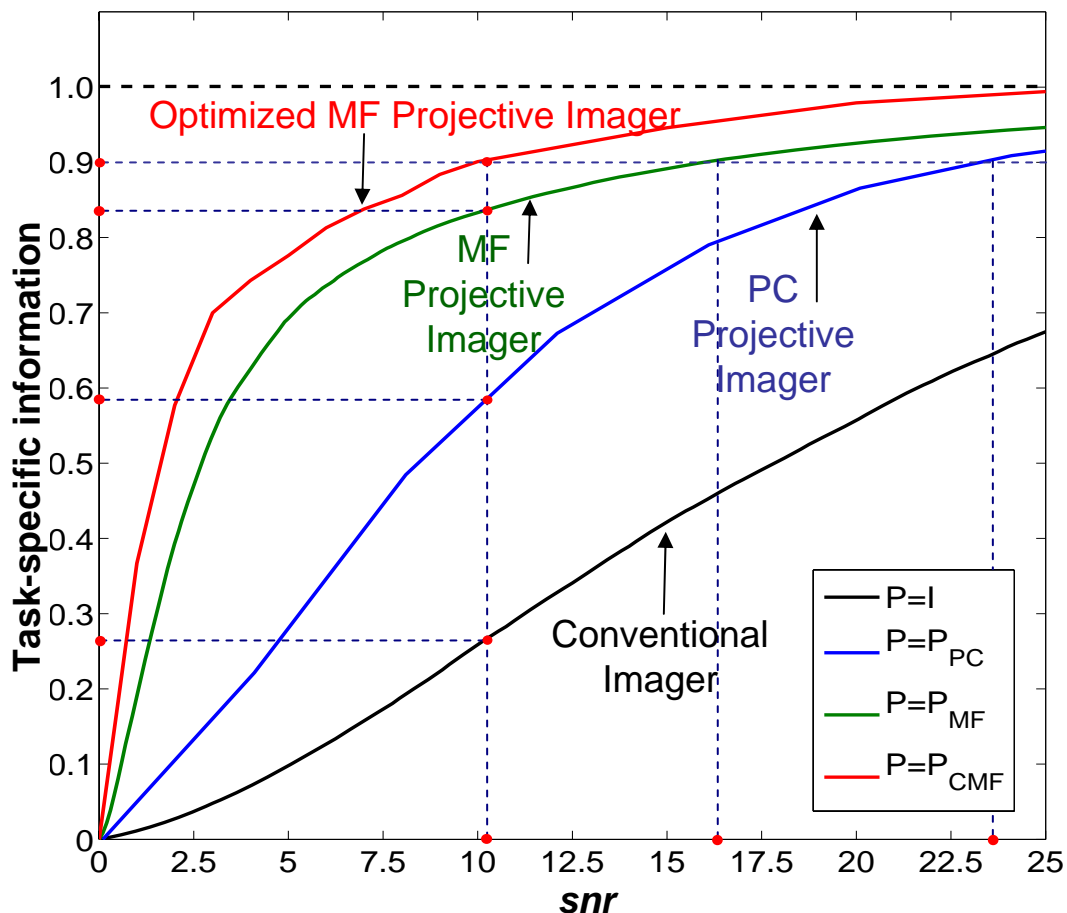 1.0
Optimized MF Projective Imager
0.9
0.8
MF
Projective
Imager
PC
Projective
Imager
0.7
0.6
0.5
0.4
0.3
0.2
0.1
0
Conventional
Imager
P=I
P=P_PC
P=P_MF
P=P_CMF
0 2.5 5 7.5 10 12.5 15 17.5 20 22.5 25
snr
Task-specific information